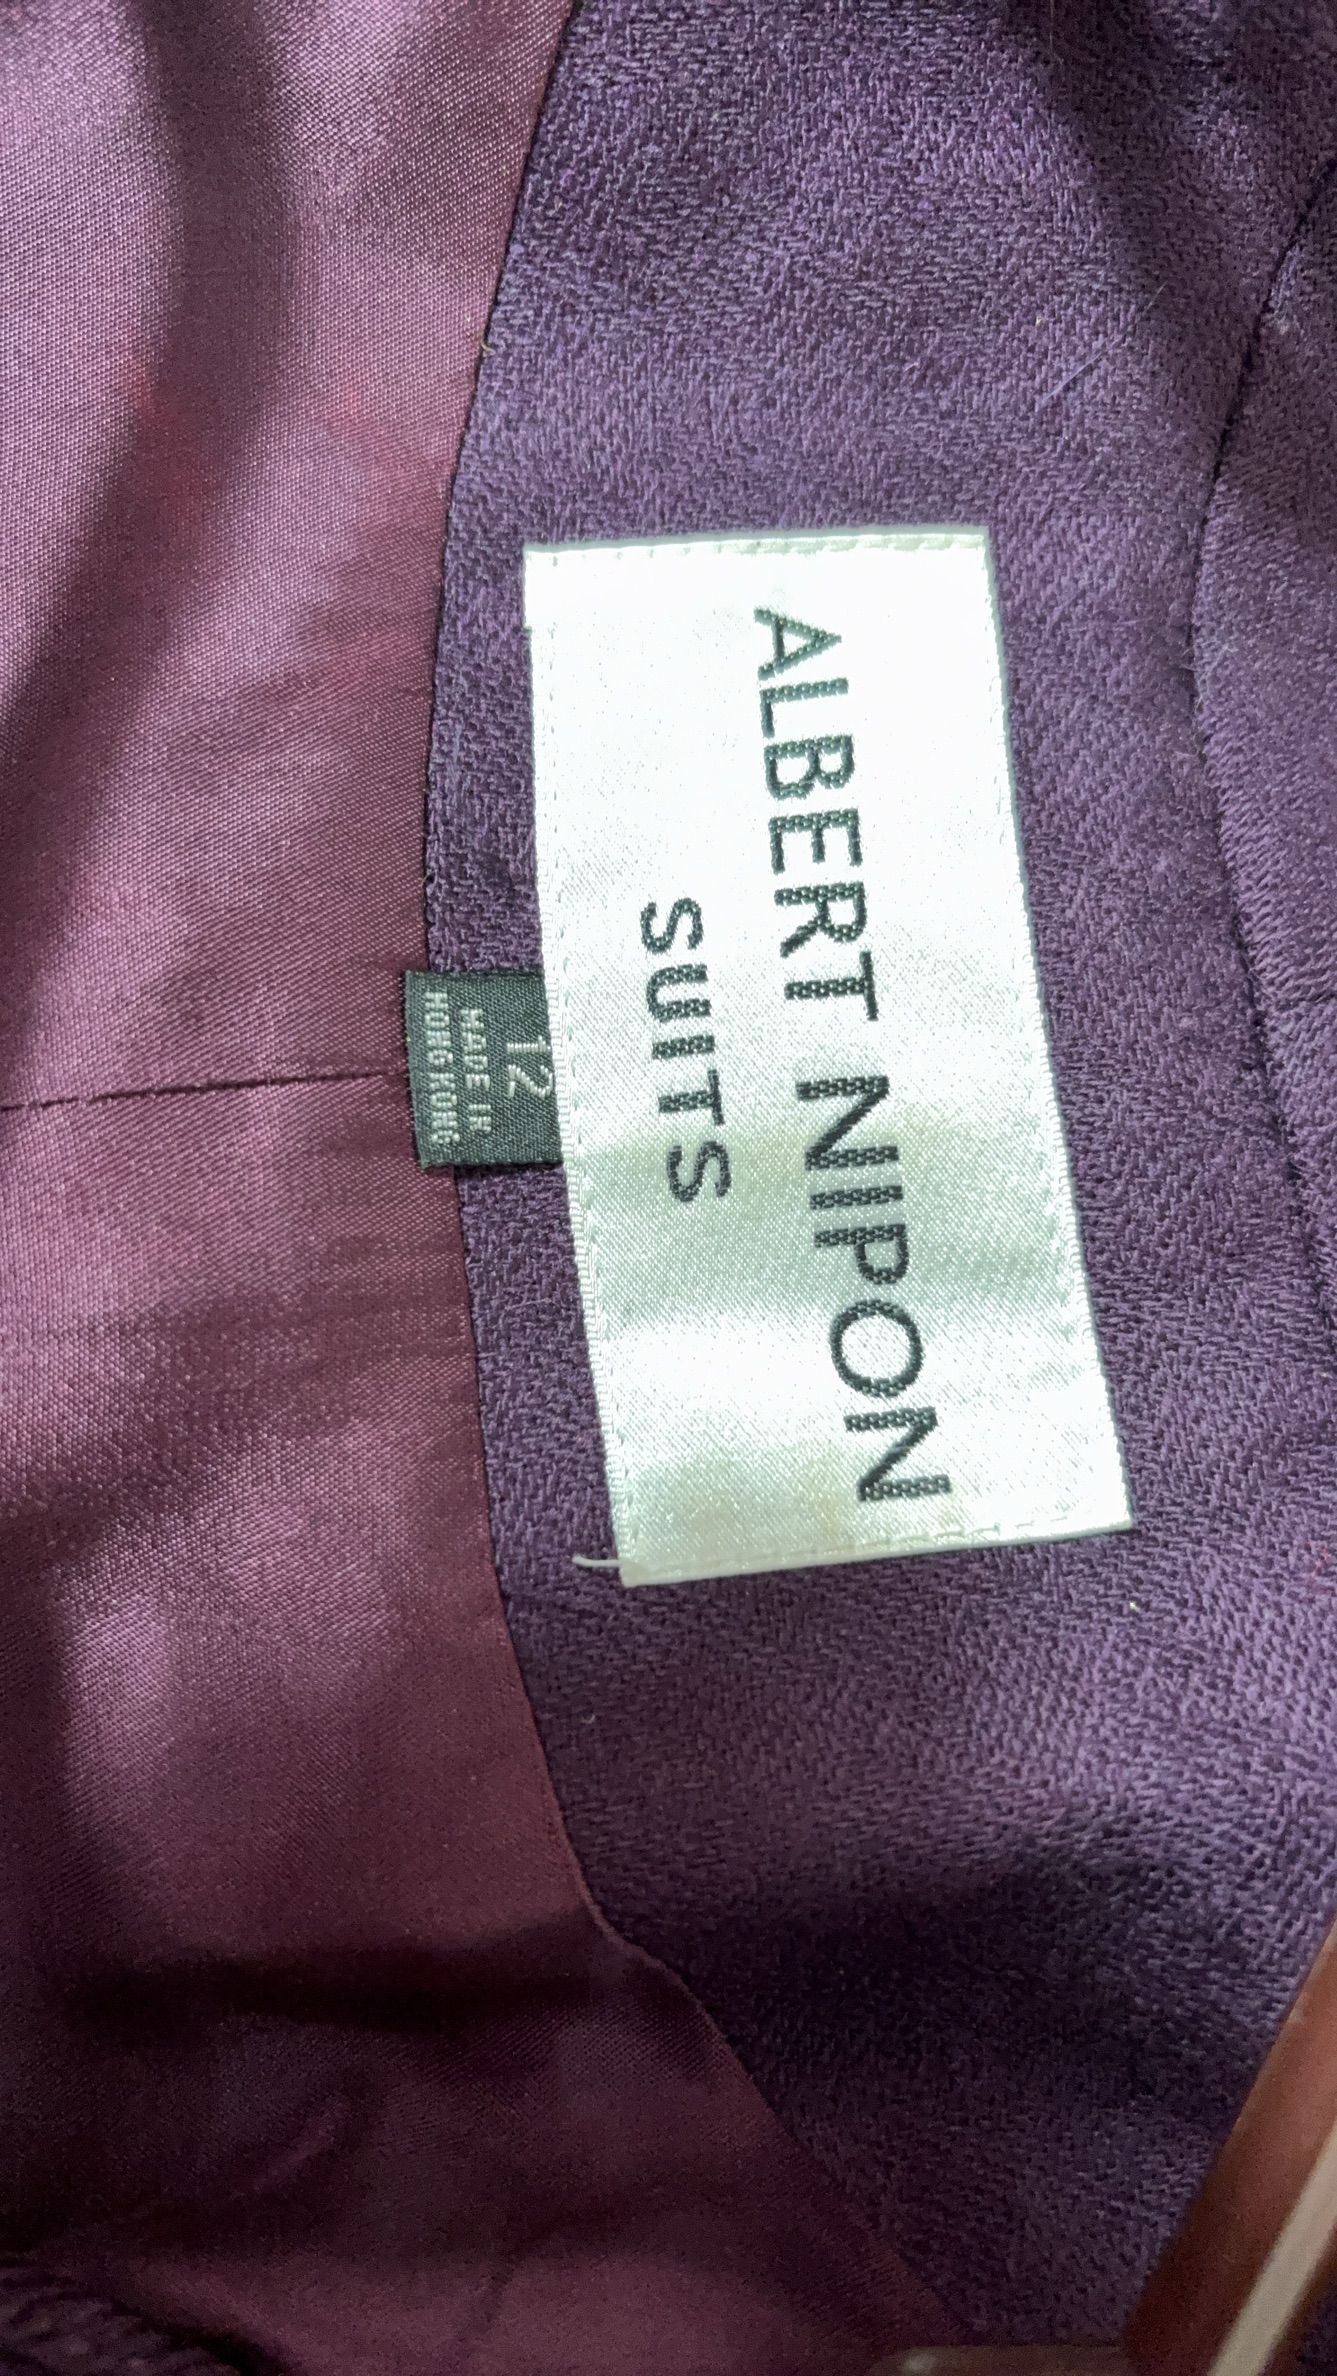 ALBERT NIPON
SUITS
12
MADE IN
HONG KONG